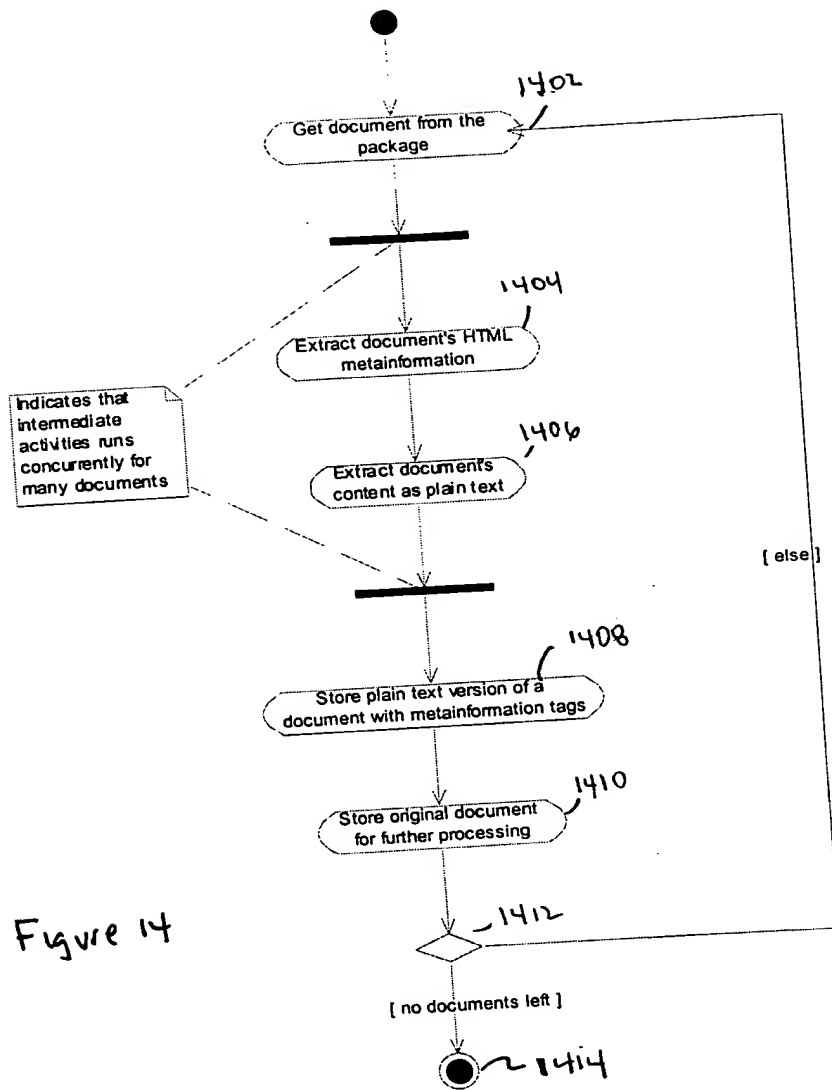 1402
Get document from the
package
1404
Extract document's HTML
metainformation
Indicates that
intermediate
activities runs
concurrently for
many documents
1406
Extract document's
content as plain text
[ else ]
1408
Store plain text version of a
document with metainformation tags
1410
Store original document
for further processing
1412
Figure 14
[ no documents left ]
1414